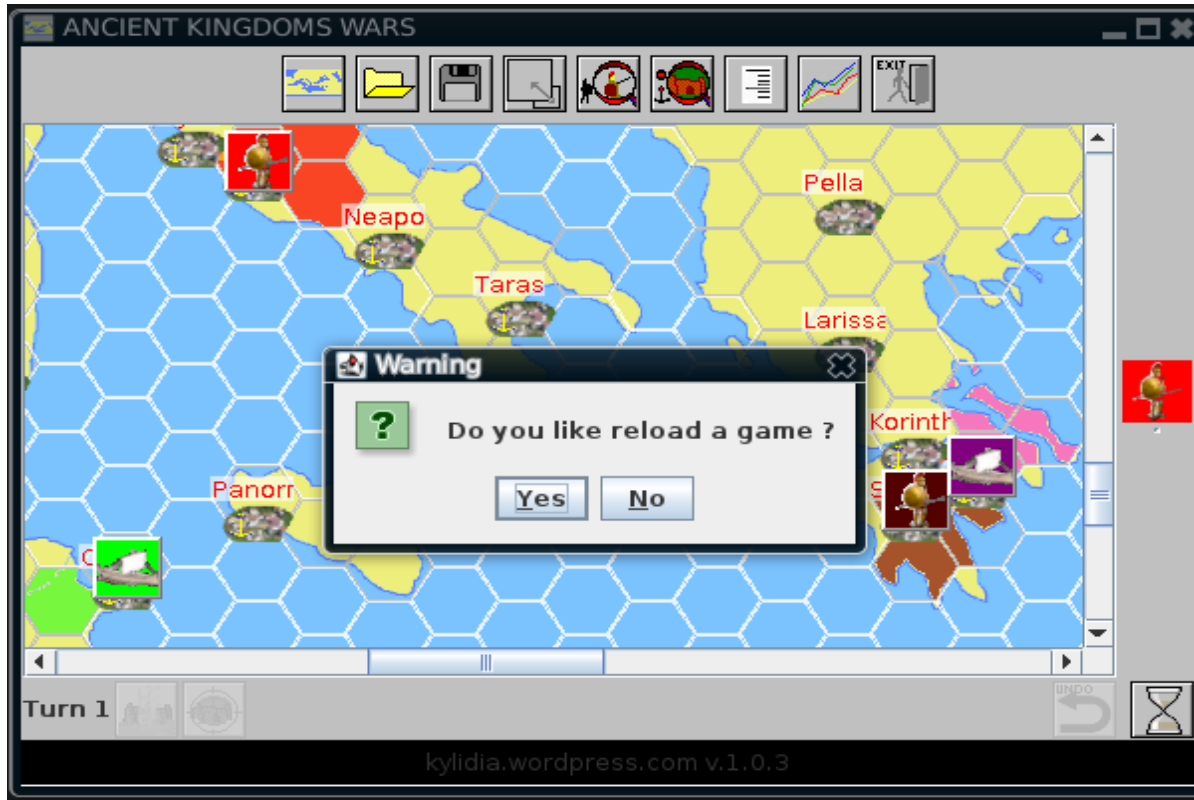 ANCIENT KINGDOMS WARS
EXIT
Pella
Neapo
Taras
Larissa
Warning
?
Do you like reload a game ?
Korinth
Panorr
Yes No
S
C
UNDO
Turn 1
kylidia.wordpress.com v.1.0.3